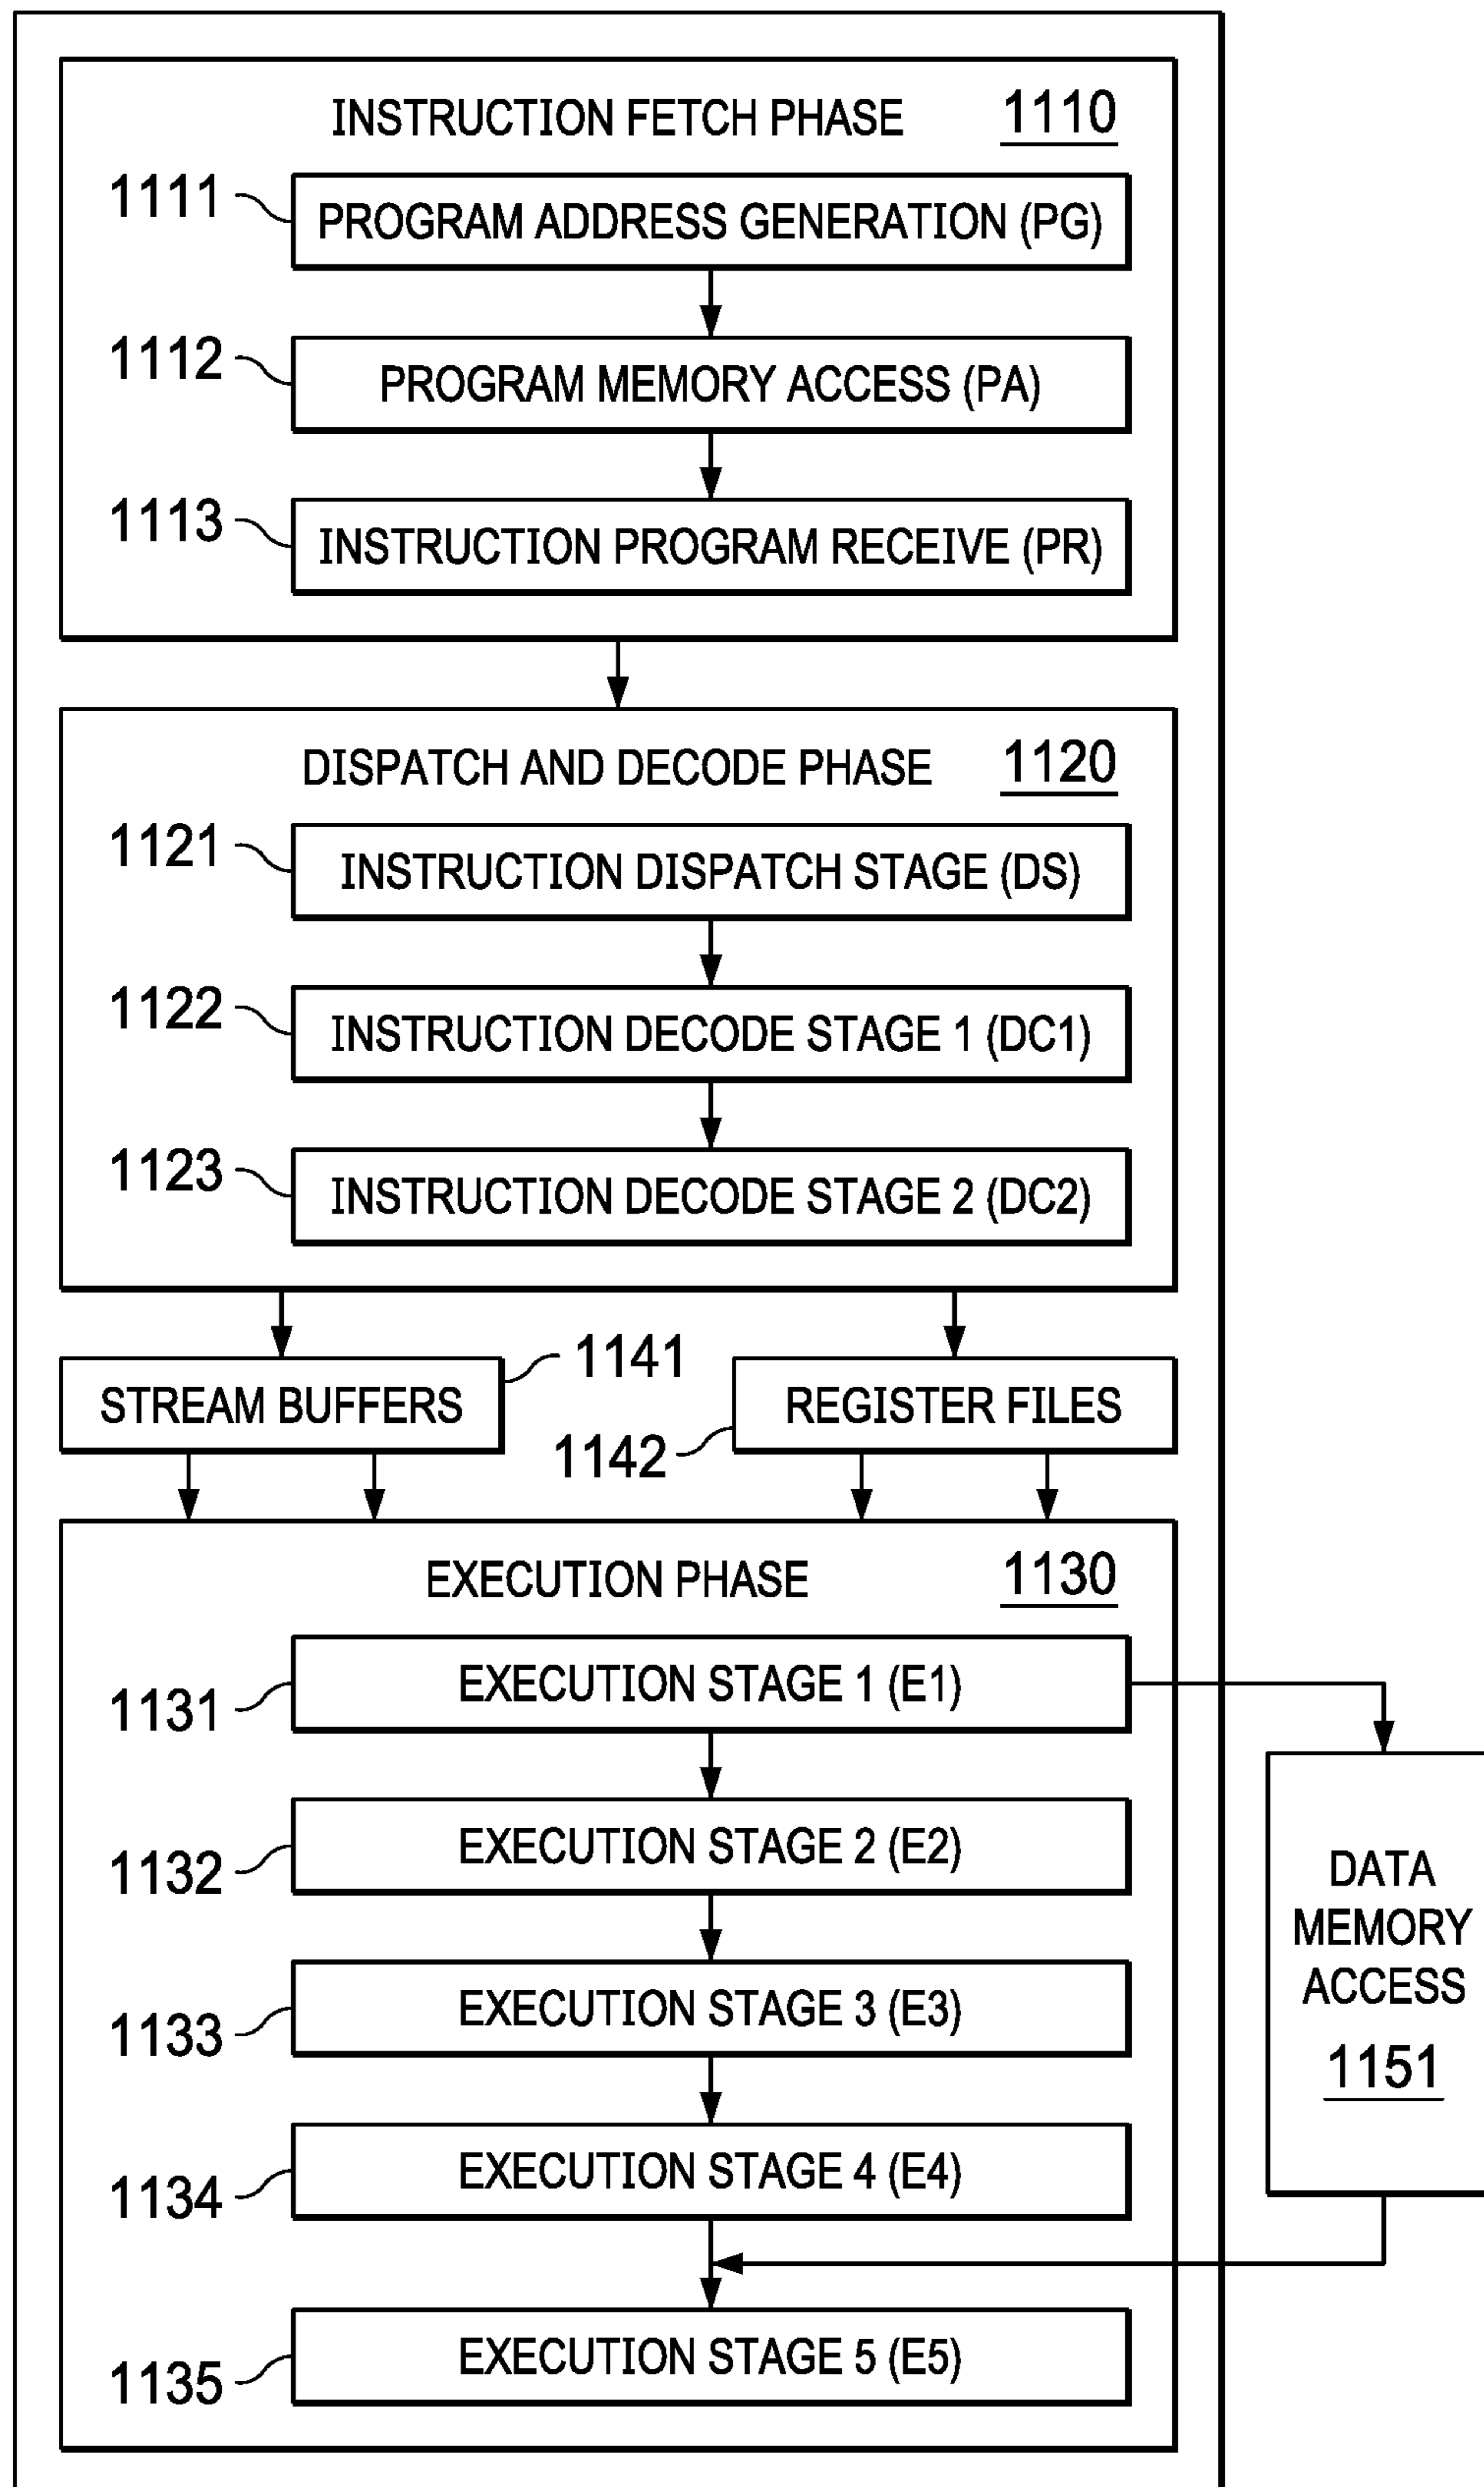 INSTRUCTION FETCH PHASE 1110
1111 PROGRAM ADDRESS GENERATION (PG)
1112 PROGRAM MEMORY ACCESS (PA)
1113 INSTRUCTION PROGRAM RECEIVE (PR)
DISPATCH AND DECODE PHASE 1120
1121 INSTRUCTION DISPATCH STAGE (DS)
1122 INSTRUCTION DECODE STAGE 1 (DC1)
1123 INSTRUCTION DECODE STAGE 2 (DC2)
STREAM BUFFERS
1141
REGISTER FILES
1142
EXECUTION PHASE 1130
1131 EXECUTION STAGE 1 (E1)
1132 EXECUTION STAGE 2 (E2)
1133 EXECUTION STAGE 3 (E3)
1134 EXECUTION STAGE 4 (E4)
1135 EXECUTION STAGE 5 (E5)
DATA
MEMORY
ACCESS
1151